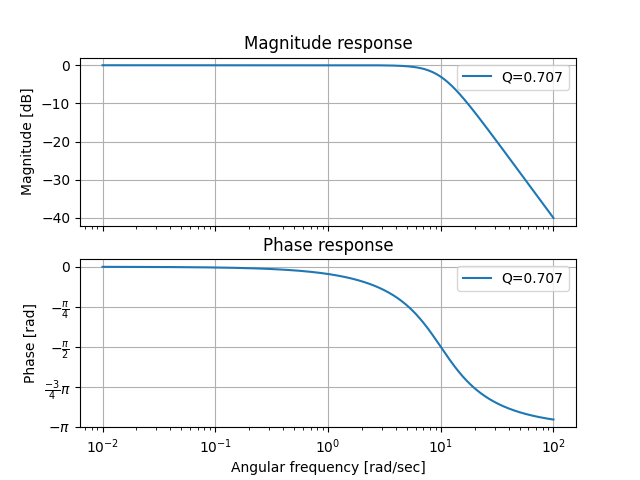 Magnitude response
Magnitude [dB]
0
−10
−20
−30
−40
Q=0.707
Phase response
Phase [rad]
0
−π/4
−π/2
−3/4 π
−π
Q=0.707
10⁻² 10⁻¹ 10⁰ 10¹ 10²
Angular frequency [rad/sec]